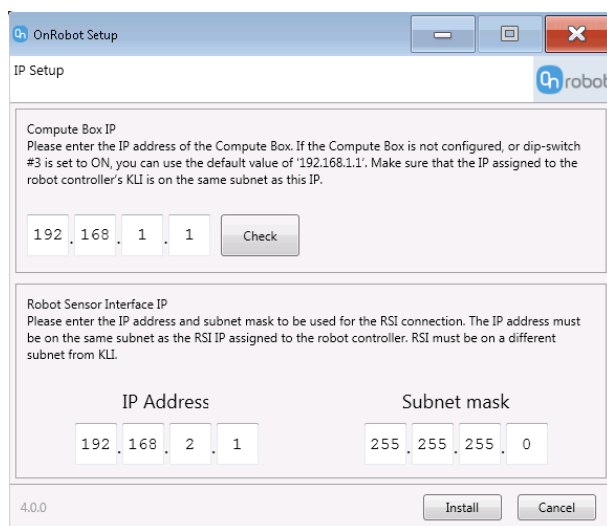 OnRobot Setup
IP Setup
On robot
Compute Box IP
Please enter the IP address of the Compute Box. If the Compute Box is not configured, or dip-switch
#3 is set to ON, you can use the default value of '192.168.1.1'. Make sure that the IP assigned to the
robot controller's KLI is on the same subnet as this IP.
192 . 168 . 1 . 1 Check
Robot Sensor Interface IP
Please enter the IP address and subnet mask to be used for the RSI connection. The IP address must
be on the same subnet as the RSI IP assigned to the robot controller. RSI must be on a different
subnet from KLI.
IP Address Subnet mask
192 . 168 . 2 . 1 255 . 255 . 255 . 0
4.0.0 Install Cancel